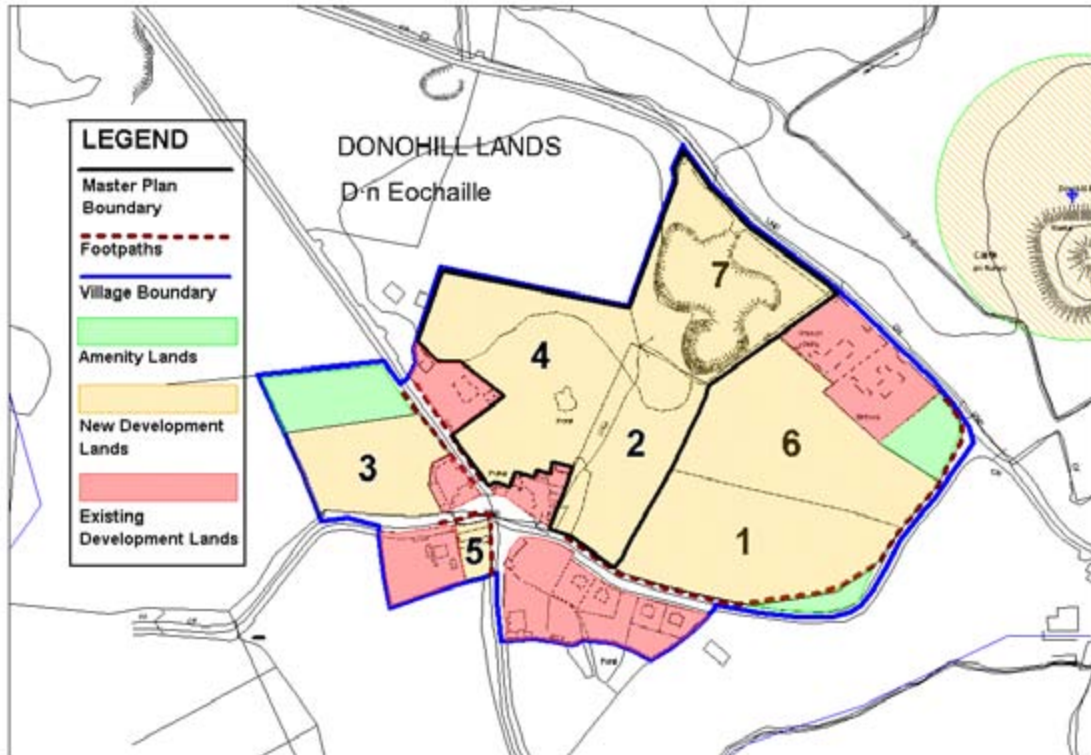 LEGEND
Master Plan
Boundary
Footpaths
Village Boundary
Amenity Lands
New Development
Lands
Existing
Development Lands
DONOHILL LANDS
D·n Eochaille
7
4
2
6
3
1
5
Pump